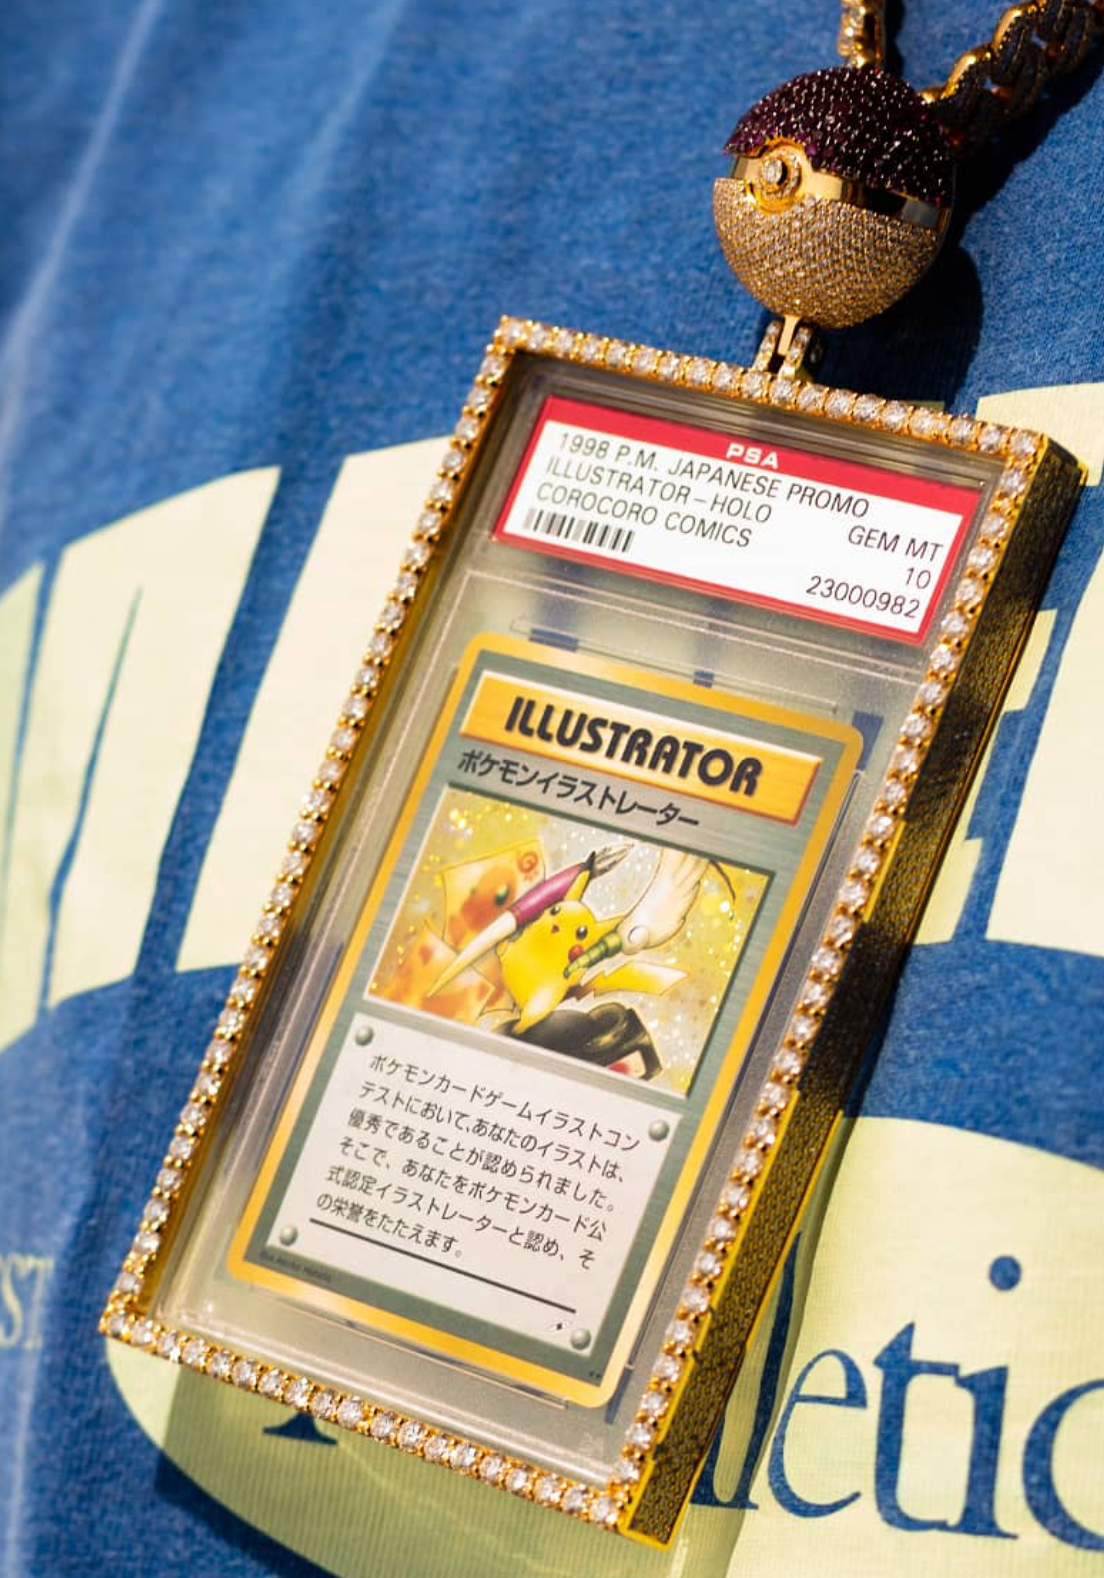 PSA
1998 P.M. JAPANESE PROMO
ILLUSTRATOR-HOLO
COROCORO COMICS
GEM MT
10
23000982
ILLUSTRATOR
ポケモンイラストレーター
ポケモンカードゲームイラストコン
テストにおいて、あなたのイラストは、
優秀であることが認められました。
そこで、あなたをポケモンカード公
式認定イラストレーターと認め、そ
の栄誉をたたえます。
letic